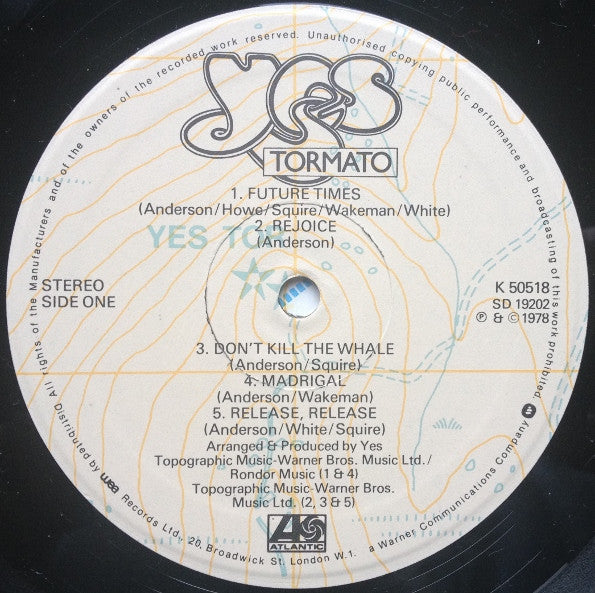 All rights of the Manufacturers and of the owners of the recorded work reserved. Unauthorised copying public performance and broadcasting of this work prohibited.
YES
TORMATO
1. FUTURE TIMES
(Anderson/Howe/Squire/Wakeman/White)
2. REJOICE
(Anderson)
YES TOR
STEREO
SIDE ONE
K 50518
SD 19202
℗ & © 1978
3. DON'T KILL THE WHALE
(Anderson/Squire)
4. MADRIGAL
(Anderson/Wakeman)
5. RELEASE, RELEASE
(Anderson/White/Squire)
Arranged & Produced by Yes
Topographic Music-Warner Bros. Music Ltd./
Rondor Music (1 & 4)
Topographic Music-Warner Bros.
Music Ltd. (2, 3 & 5)
ATLANTIC
Distributed by wea Records Ltd., 20, Broadwick St. London W.1. a Warner Communications Company